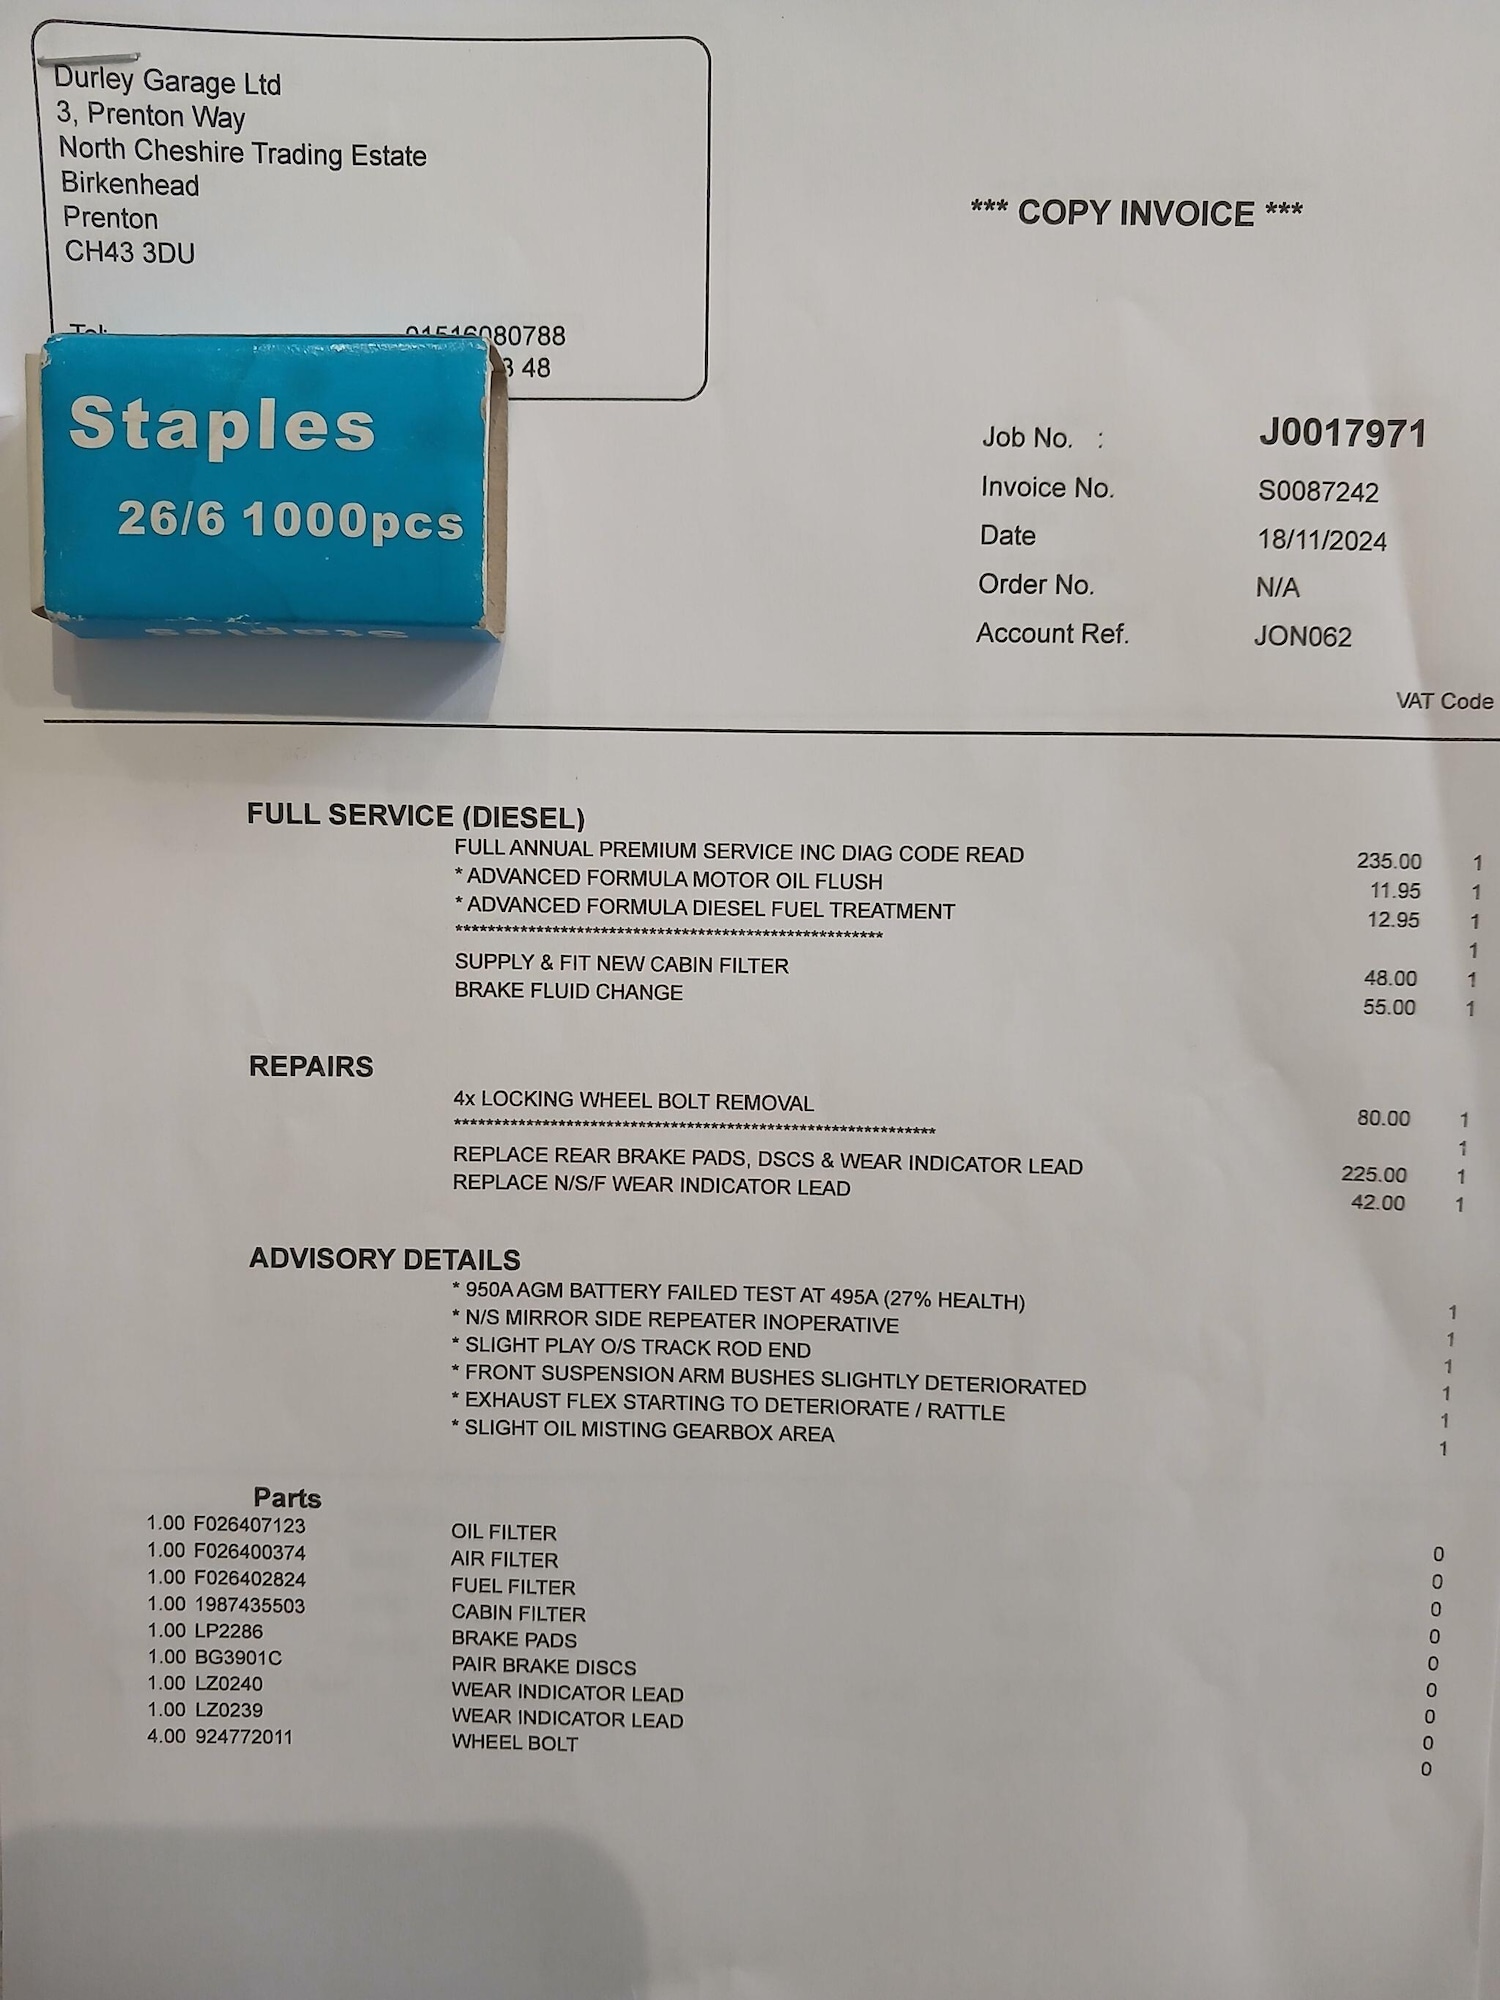 Durley Garage Ltd
3, Prenton Way
North Cheshire Trading Estate
Birkenhead
Prenton
CH43 3DU
Tel: 01516080788
48
*** COPY INVOICE ***
Staples
26/6 1000pcs
Staples
Job No. : J0017971
Invoice No. S0087242
Date 18/11/2024
Order No. N/A
Account Ref. JON062
VAT Code
FULL SERVICE (DIESEL)
FULL ANNUAL PREMIUM SERVICE INC DIAG CODE READ 235.00 1
* ADVANCED FORMULA MOTOR OIL FLUSH 11.95 1
* ADVANCED FORMULA DIESEL FUEL TREATMENT 12.95 1
***************************************************** 1
SUPPLY & FIT NEW CABIN FILTER 48.00 1
BRAKE FLUID CHANGE 55.00 1
REPAIRS
4x LOCKING WHEEL BOLT REMOVAL 80.00 1
************************************************************ 1
REPLACE REAR BRAKE PADS, DSCS & WEAR INDICATOR LEAD 225.00 1
REPLACE N/S/F WEAR INDICATOR LEAD 42.00 1
ADVISORY DETAILS
* 950A AGM BATTERY FAILED TEST AT 495A (27% HEALTH) 1
* N/S MIRROR SIDE REPEATER INOPERATIVE 1
* SLIGHT PLAY O/S TRACK ROD END 1
* FRONT SUSPENSION ARM BUSHES SLIGHTLY DETERIORATED 1
* EXHAUST FLEX STARTING TO DETERIORATE / RATTLE 1
* SLIGHT OIL MISTING GEARBOX AREA 1
Parts
1.00 F026407123 OIL FILTER 0
1.00 F026400374 AIR FILTER 0
1.00 F026402824 FUEL FILTER 0
1.00 1987435503 CABIN FILTER 0
1.00 LP2286 BRAKE PADS 0
1.00 BG3901C PAIR BRAKE DISCS 0
1.00 LZ0240 WEAR INDICATOR LEAD 0
1.00 LZ0239 WEAR INDICATOR LEAD 0
4.00 924772011 WHEEL BOLT 0